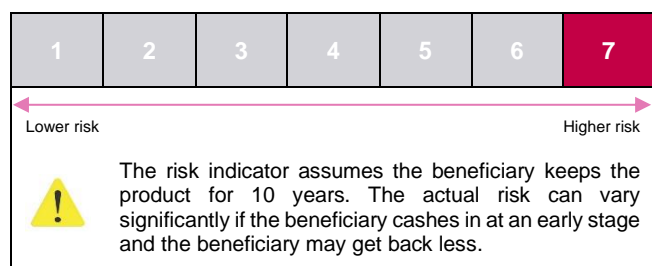 1 2 3 4 5 6 7
Lower risk Higher risk
The risk indicator assumes the beneficiary keeps the
product for 10 years. The actual risk can vary
significantly if the beneficiary cashes in at an early stage
and the beneficiary may get back less.